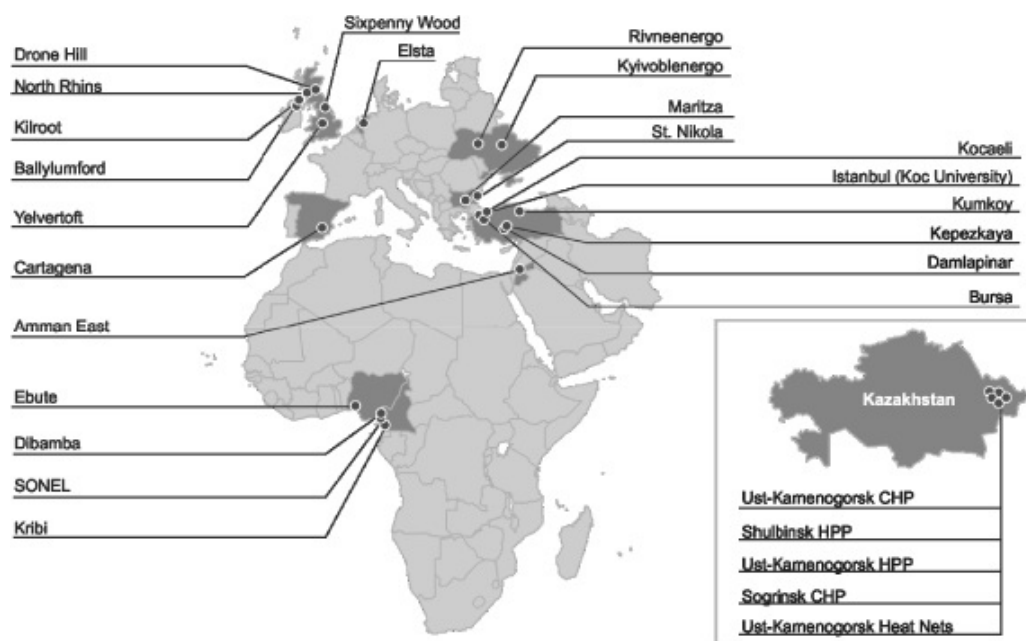 Sixpenny Wood
Drone Hill
Elsta
North Rhins
Kilroot
Ballylumford
Yelvertoft
Cartagena
Amman East
Ebute
Dibamba
SONEL
Kribi
Rivneenergo
Kyivoblenergo
Maritza
St. Nikola
Kocaeli
Istanbul (Koc University)
Kumkoy
Kepezkaya
Damlapinar
Bursa
Kazakhstan
Ust-Kamenogorsk CHP
Shulbinsk HPP
Ust-Kamenogorsk HPP
Sogrinsk CHP
Ust-Kamenogorsk Heat Nets